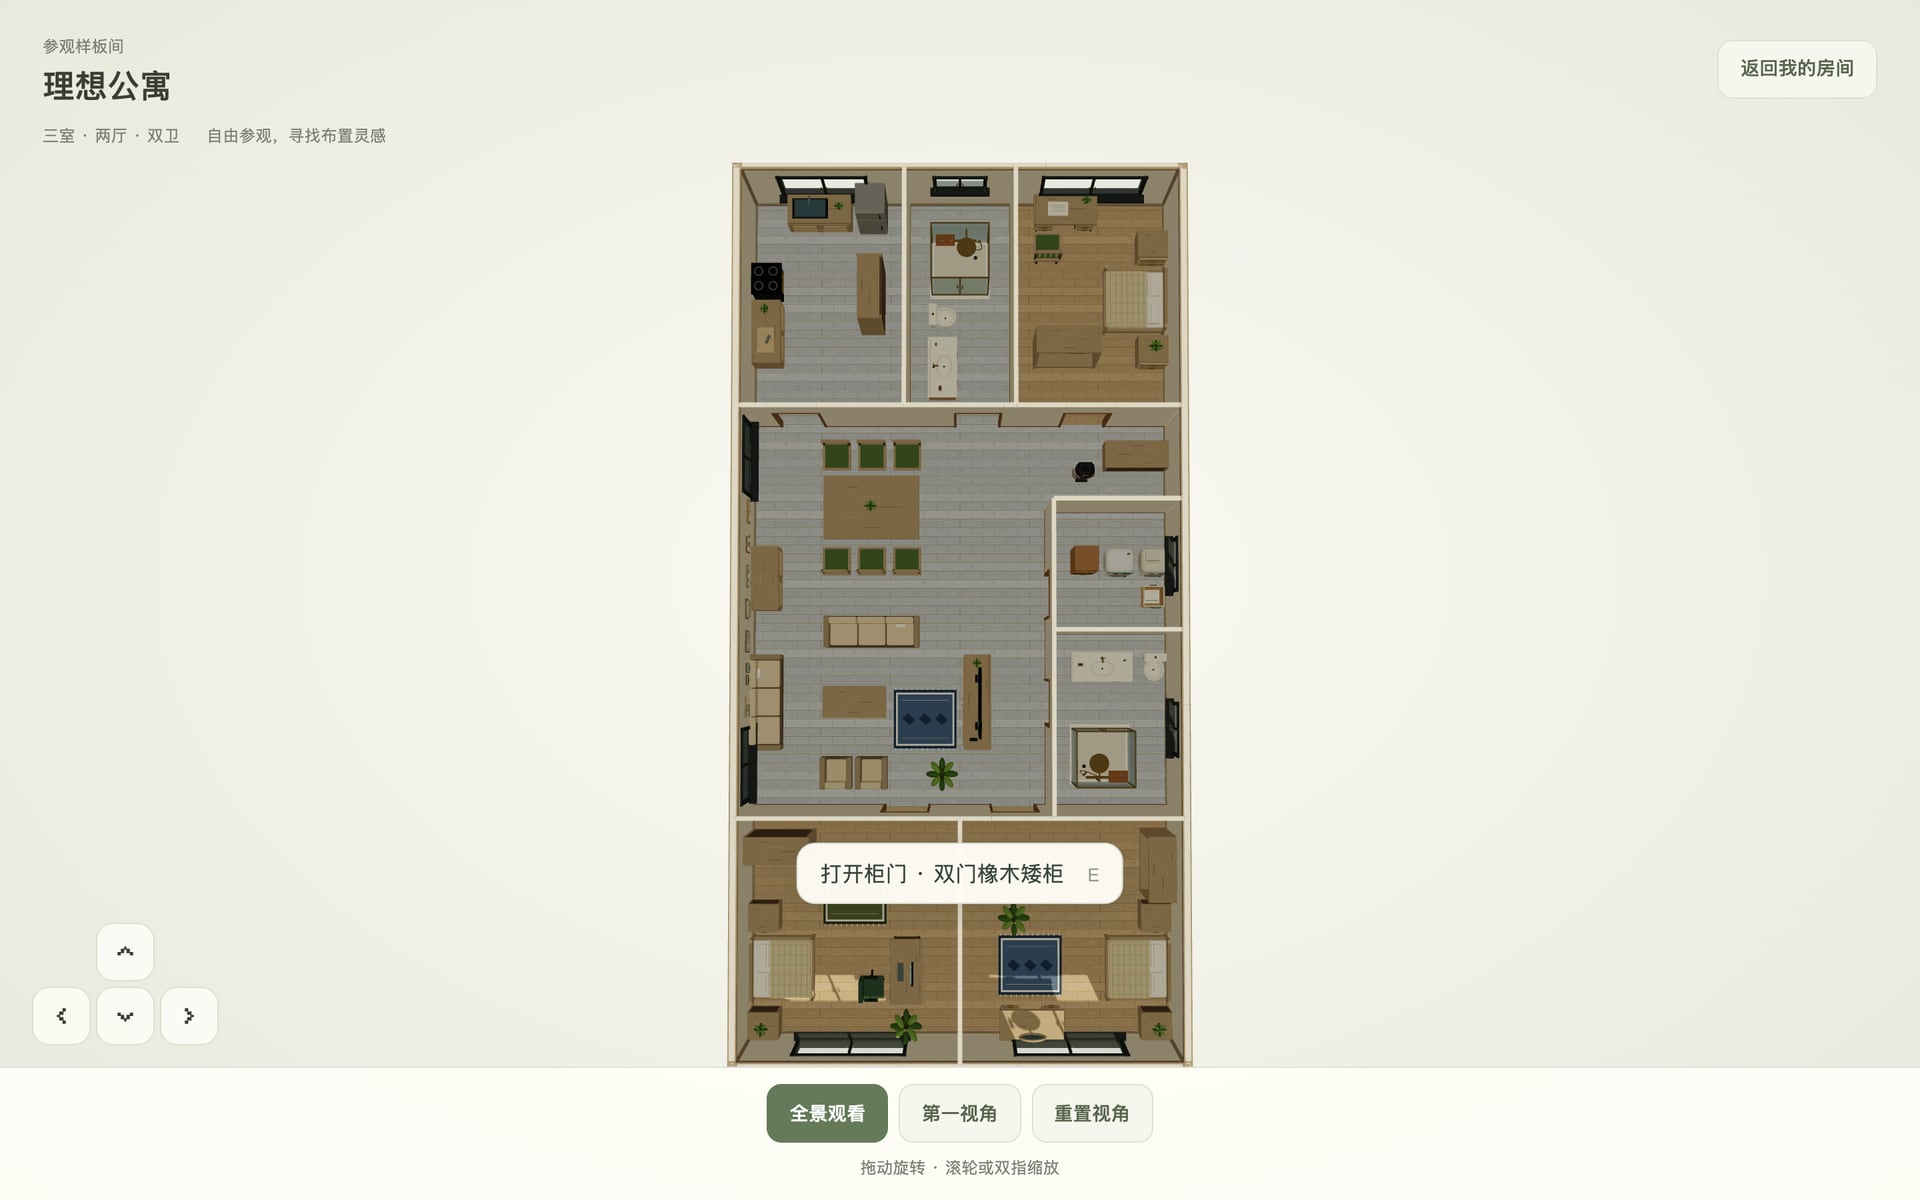 参观样板间
理想公寓
三室 · 两厅 · 双卫 自由参观，寻找布置灵感
返回我的房间
打开柜门 · 双门橡木矮柜 E
全景观看 第一视角 重置视角
拖动旋转 · 滚轮或双指缩放